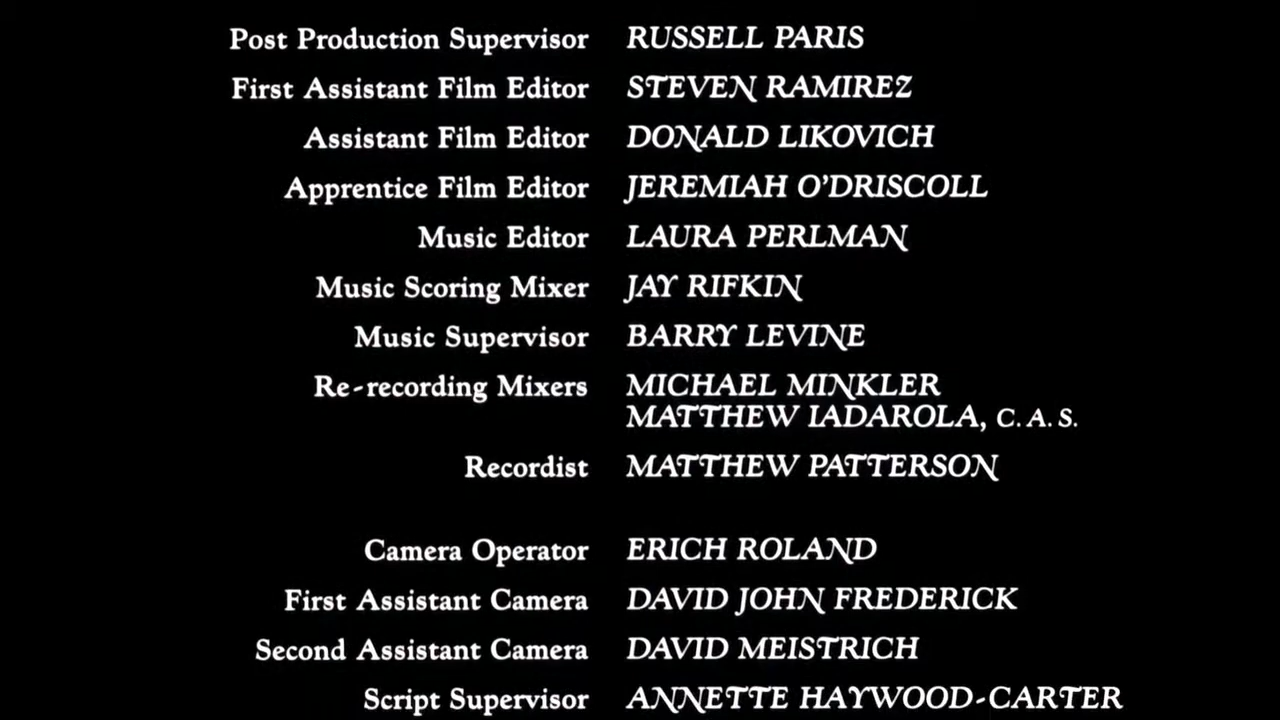 Post Production Supervisor RUSSELL PARIS
First Assistant Film Editor STEVEN RAMIREZ
Assistant Film Editor DONALD LIKOVICH
Apprentice Film Editor JEREMIAH O'DRISCOLL
Music Editor LAURA PERLMAN
Music Scoring Mixer JAY RIFKIN
Music Supervisor BARRY LEVINE
Re-recording Mixers MICHAEL MINKLER
MATTHEW IADAROLA, C.A.S.
Recordist MATTHEW PATTERSON
Camera Operator ERICH ROLAND
First Assistant Camera DAVID JOHN FREDERICK
Second Assistant Camera DAVID MEISTRICH
Script Supervisor ANNETTE HAYWOOD-CARTER